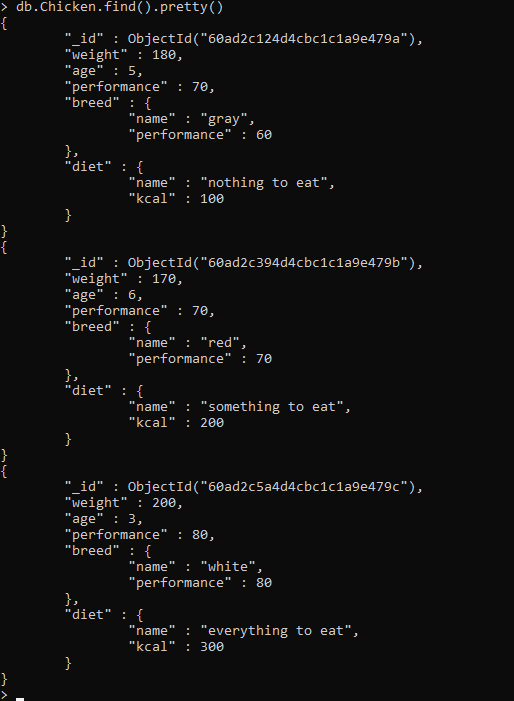 > db.Chicken.find().pretty()
{
        "_id" : ObjectId("60ad2c124d4cbc1c1a9e479a"),
        "weight" : 180,
        "age" : 5,
        "performance" : 70,
        "breed" : {
                "name" : "gray",
                "performance" : 60
        },
        "diet" : {
                "name" : "nothing to eat",
                "kcal" : 100
        }
}
{
        "_id" : ObjectId("60ad2c394d4cbc1c1a9e479b"),
        "weight" : 170,
        "age" : 6,
        "performance" : 70,
        "breed" : {
                "name" : "red",
                "performance" : 70
        },
        "diet" : {
                "name" : "something to eat",
                "kcal" : 200
        }
}
{
        "_id" : ObjectId("60ad2c5a4d4cbc1c1a9e479c"),
        "weight" : 200,
        "age" : 3,
        "performance" : 80,
        "breed" : {
                "name" : "white",
                "performance" : 80
        },
        "diet" : {
                "name" : "everything to eat",
                "kcal" : 300
        }
}
>